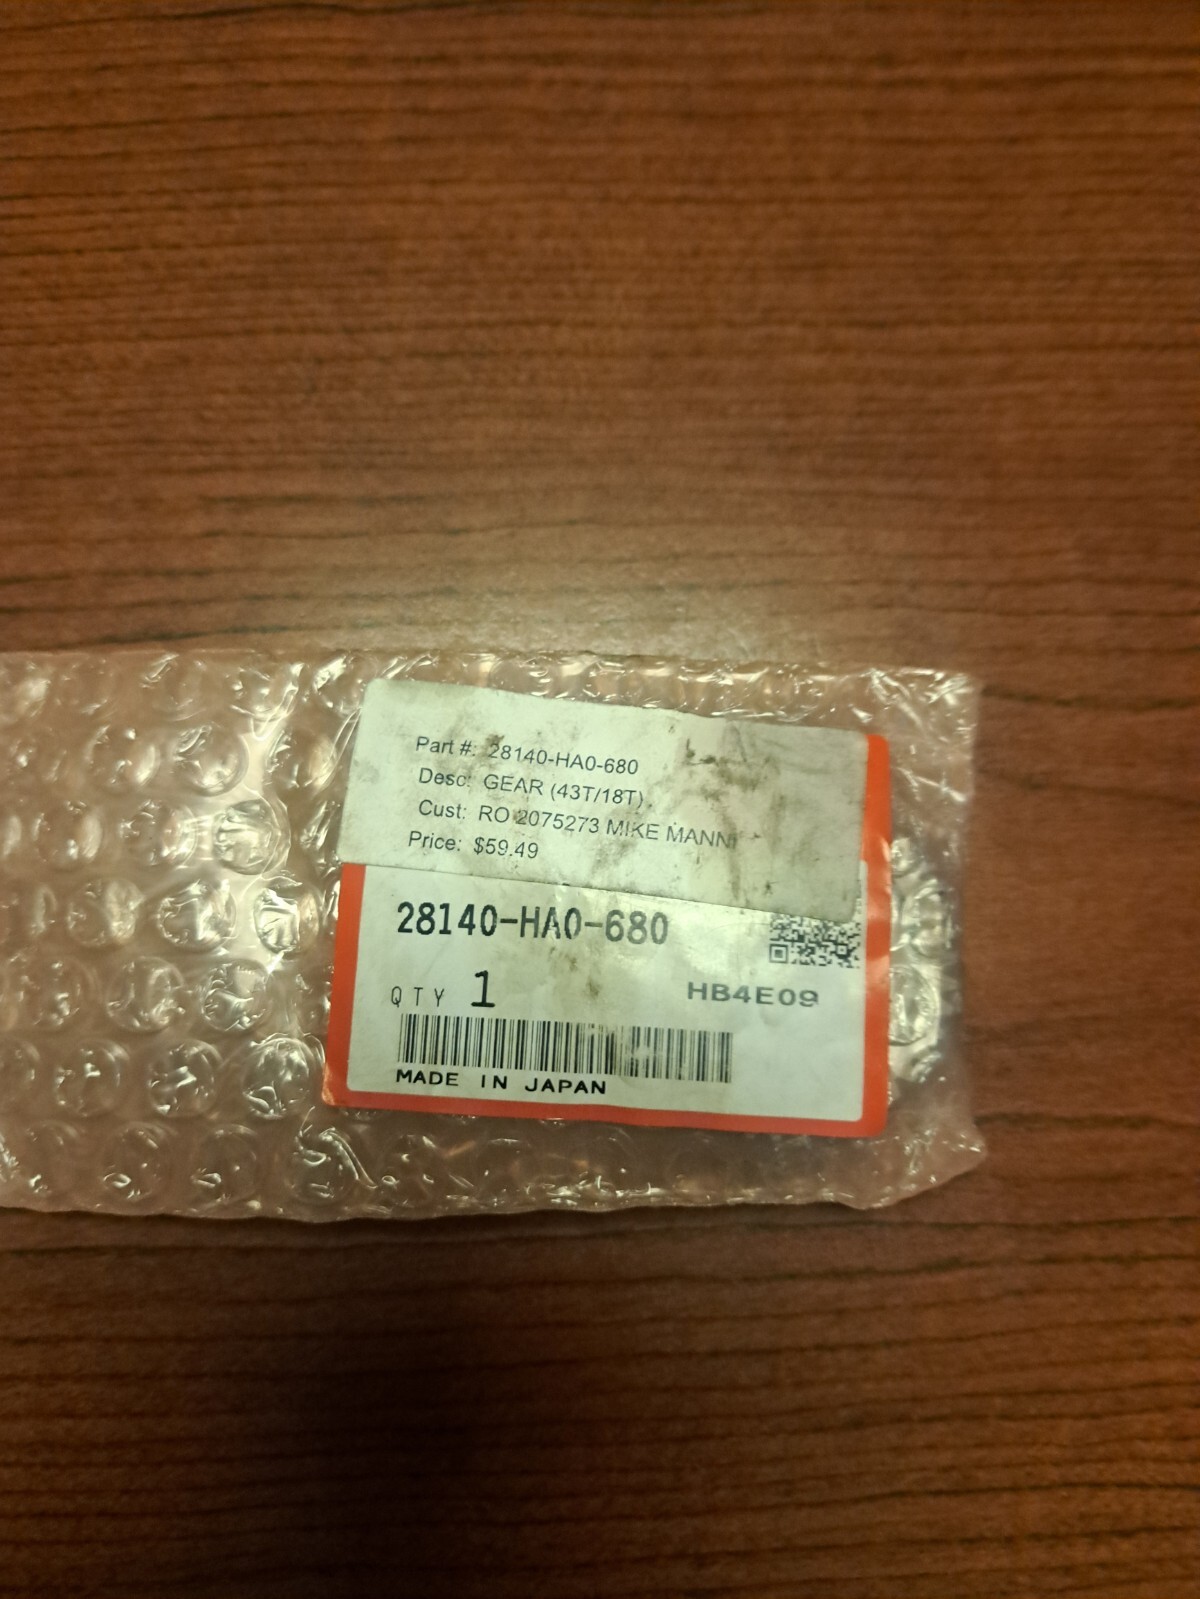 Part #: 28140-HA0-680
Desc: GEAR (43T/18T)
Cust: RO 2075273 MIKE MANNI
Price: $59.49
28140-HA0-680
QTY 1
HB4E09
MADE IN JAPAN